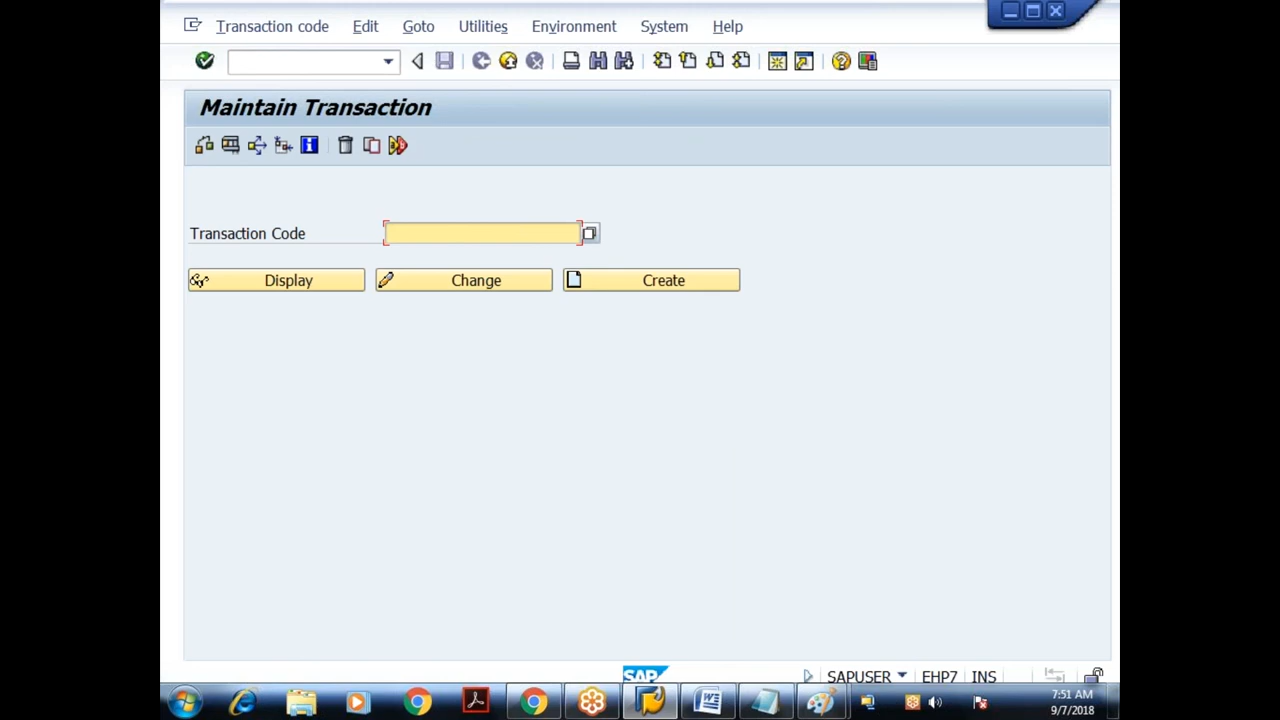 Transaction code Edit Goto Utilities Environment System Help
Maintain Transaction
Transaction Code
Display Change Create
SAP
SAPUSER EHP7 INS
7:51 AM
9/7/2018